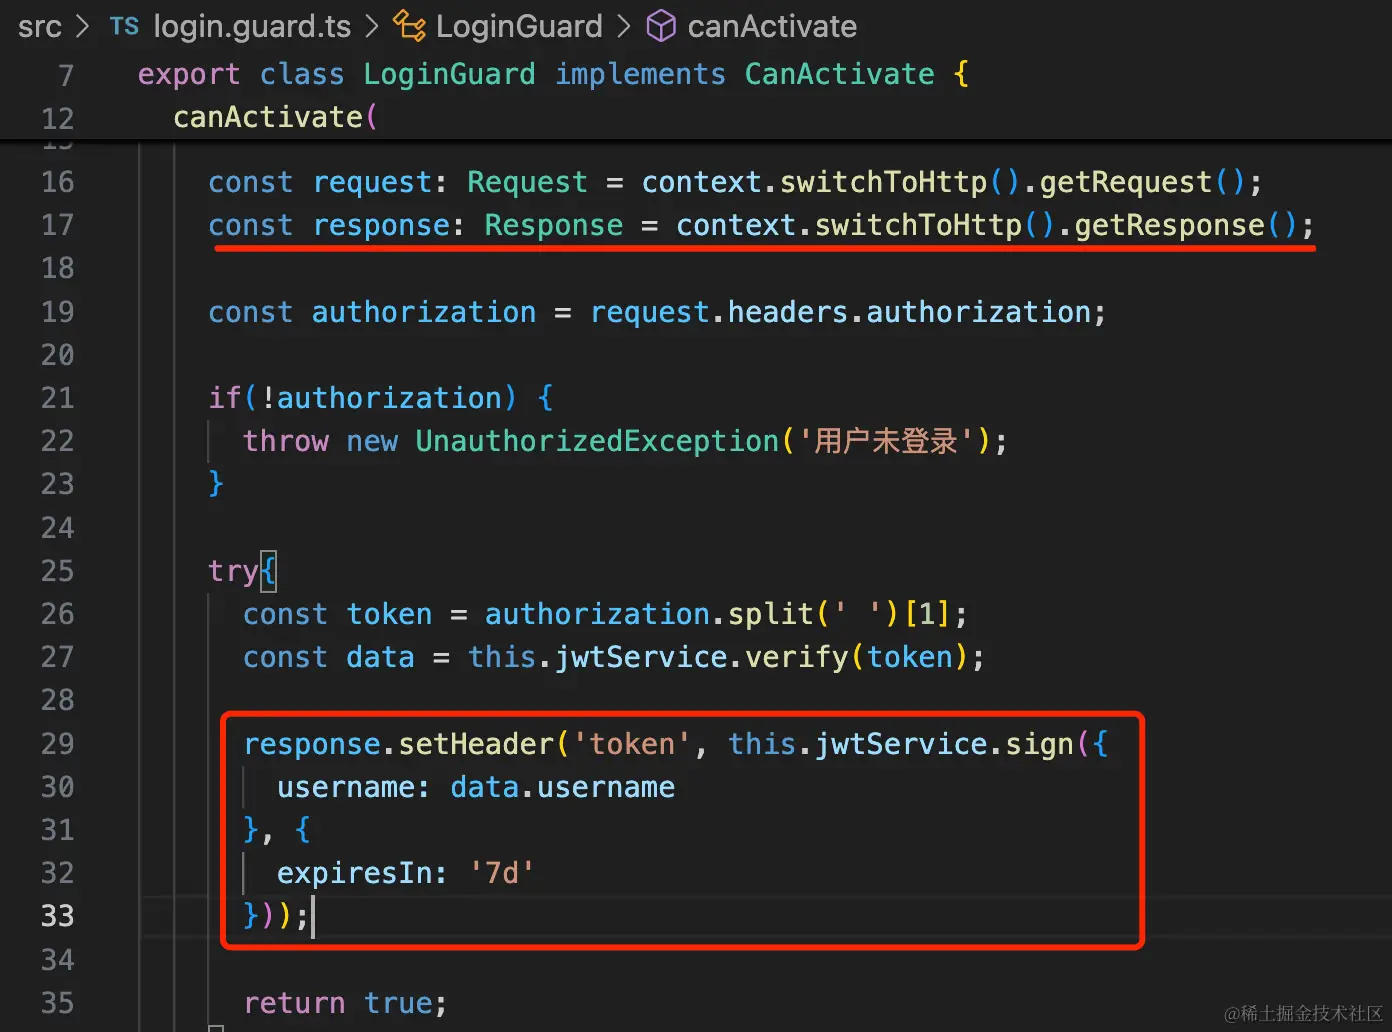 src > TS login.guard.ts > LoginGuard > canActivate
7 export class LoginGuard implements CanActivate {
12 canActivate(
16 const request: Request = context.switchToHttp().getRequest();
17 const response: Response = context.switchToHttp().getResponse();
18
19 const authorization = request.headers.authorization;
20
21 if(!authorization) {
22 throw new UnauthorizedException('用户未登录');
23 }
24
25 try{
26 const token = authorization.split(' ')[1];
27 const data = this.jwtService.verify(token);
28
29 response.setHeader('token', this.jwtService.sign({
30 username: data.username
31 }, {
32 expiresIn: '7d'
33 }));
34
35 return true;
@稀土掘金技术社区